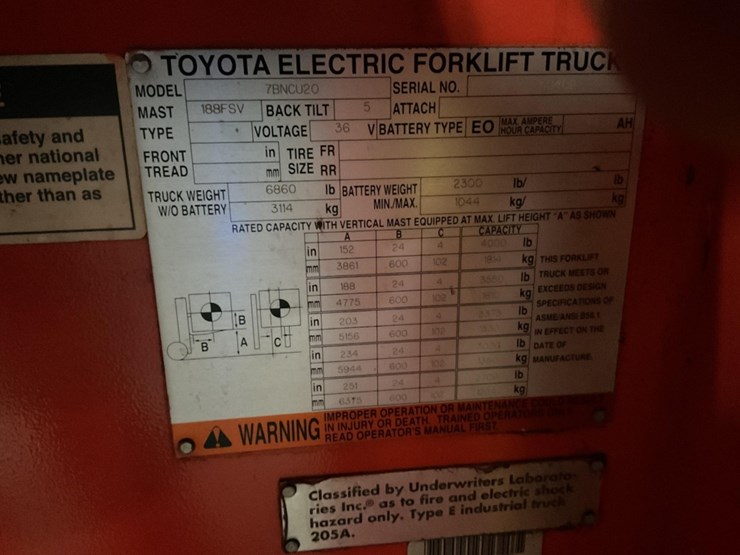 afety and
er national
w nameplate
ther than as
TOYOTA ELECTRIC FORKLIFT TRUCK
MODEL 7BNCU20 SERIAL NO.
MAST 188FSV BACK TILT 5 ATTACH
TYPE VOLTAGE 36 V BATTERY TYPE EO MAX AMPERE HOUR CAPACITY AH
FRONT TREAD in mm TIRE SIZE FR RR
TRUCK WEIGHT W/O BATTERY 6860 lb BATTERY WEIGHT MIN./MAX. 2300 lb/ lb
3114 kg 1044 kg/ kg
RATED CAPACITY WITH VERTICAL MAST EQUIPPED AT MAX. LIFT HEIGHT "A" AS SHOWN
A B C CAPACITY
in 152 24 4 4000 lb
mm 3861 600 102 1814 kg
in 188 24 4 lb
mm 4775 600 102 kg
in 203 24 4 lb
mm 5156 600 102 kg
in 234 24 4 lb
mm 5944 600 102 kg
in 251 24 4 lb
mm 6375 600 kg
B
B A C
THIS FORKLIFT
TRUCK MEETS OR
EXCEEDS DESIGN
SPECIFICATIONS OF
ASME/ANSI B56.1
IN EFFECT ON THE
DATE OF
MANUFACTURE
WARNING
IMPROPER OPERATION OR MAINTENANCE COULD RESULT
IN INJURY OR DEATH. TRAINED OPERATORS ONLY.
READ OPERATOR'S MANUAL FIRST
Classified by Underwriters Laborato-
ries Inc.® as to fire and electric shock
hazard only. Type E industrial truck
205A.